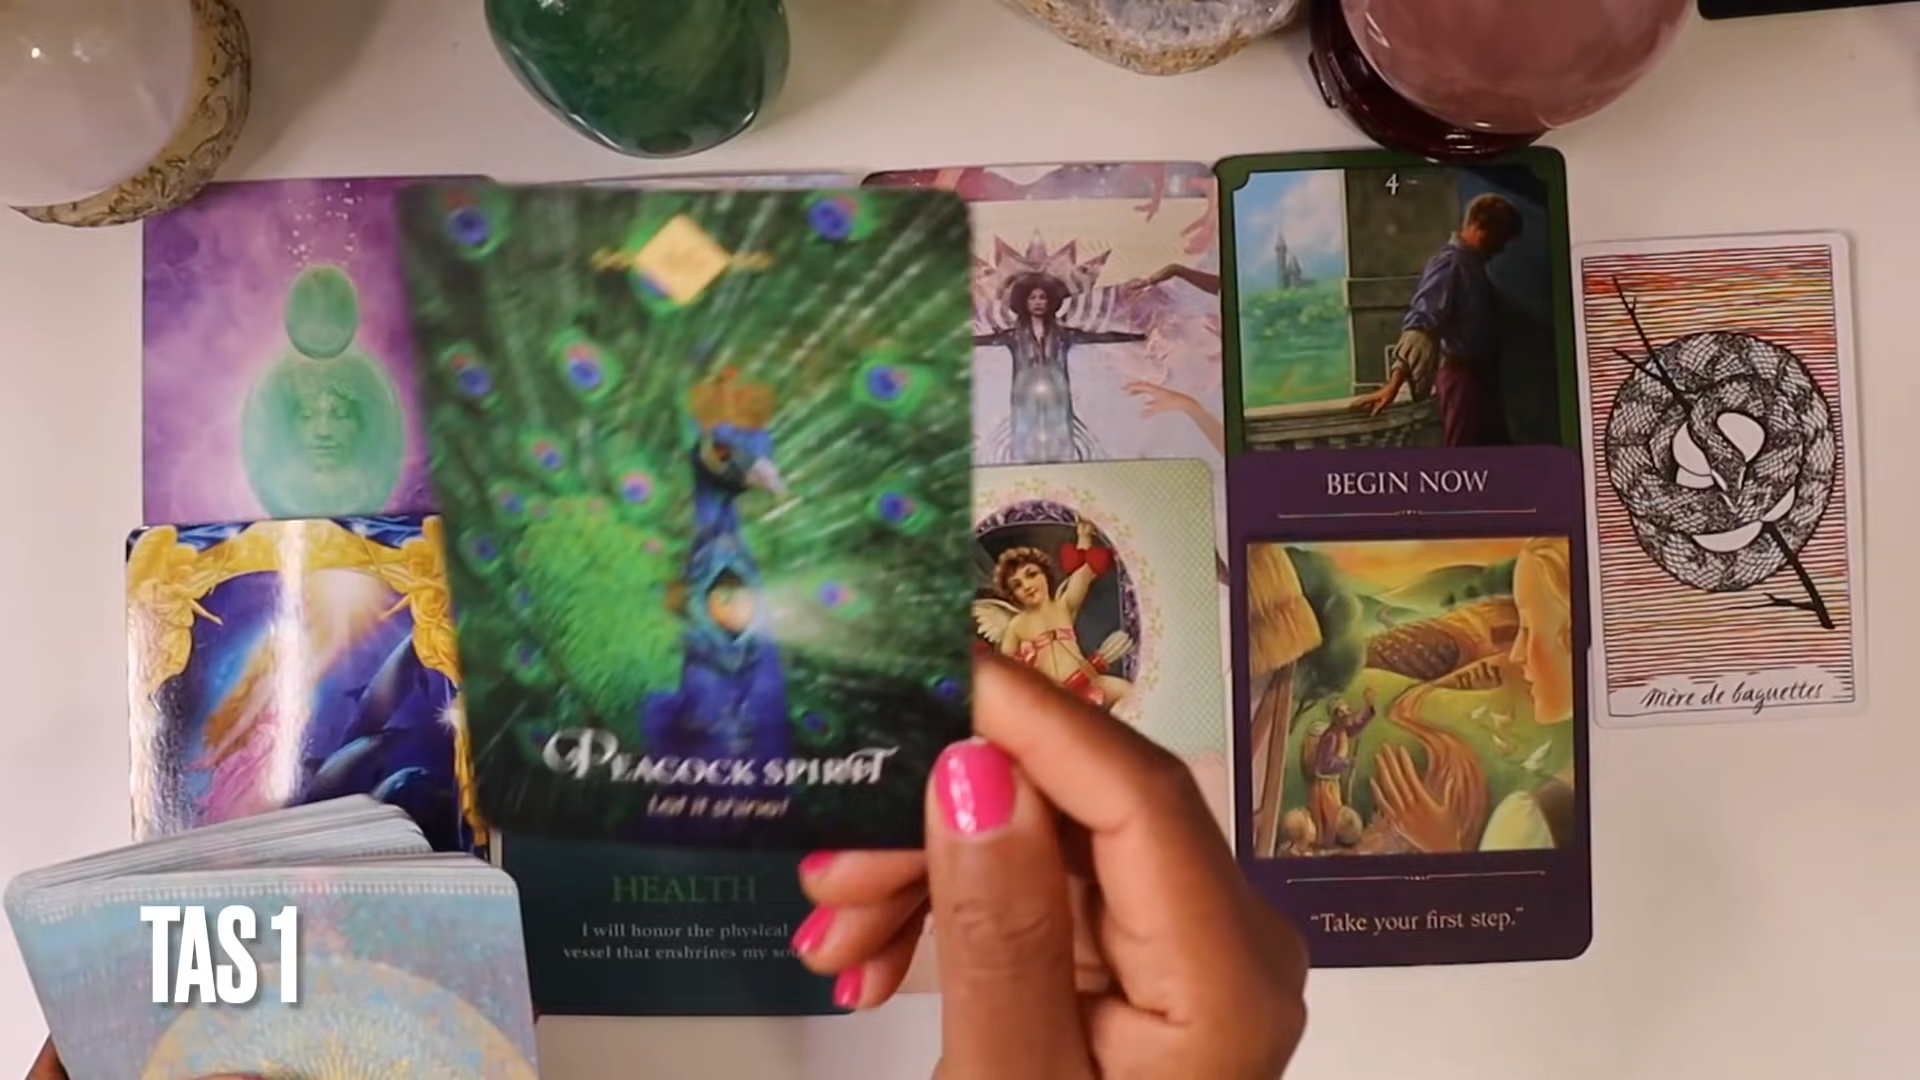 4
BEGIN NOW
Mère de baguettes
PEACOCK SPIRIT
Let it shine!
HEALTH
I will honor the physical
vessel that enshrines my
"Take your first step."
TAS 1